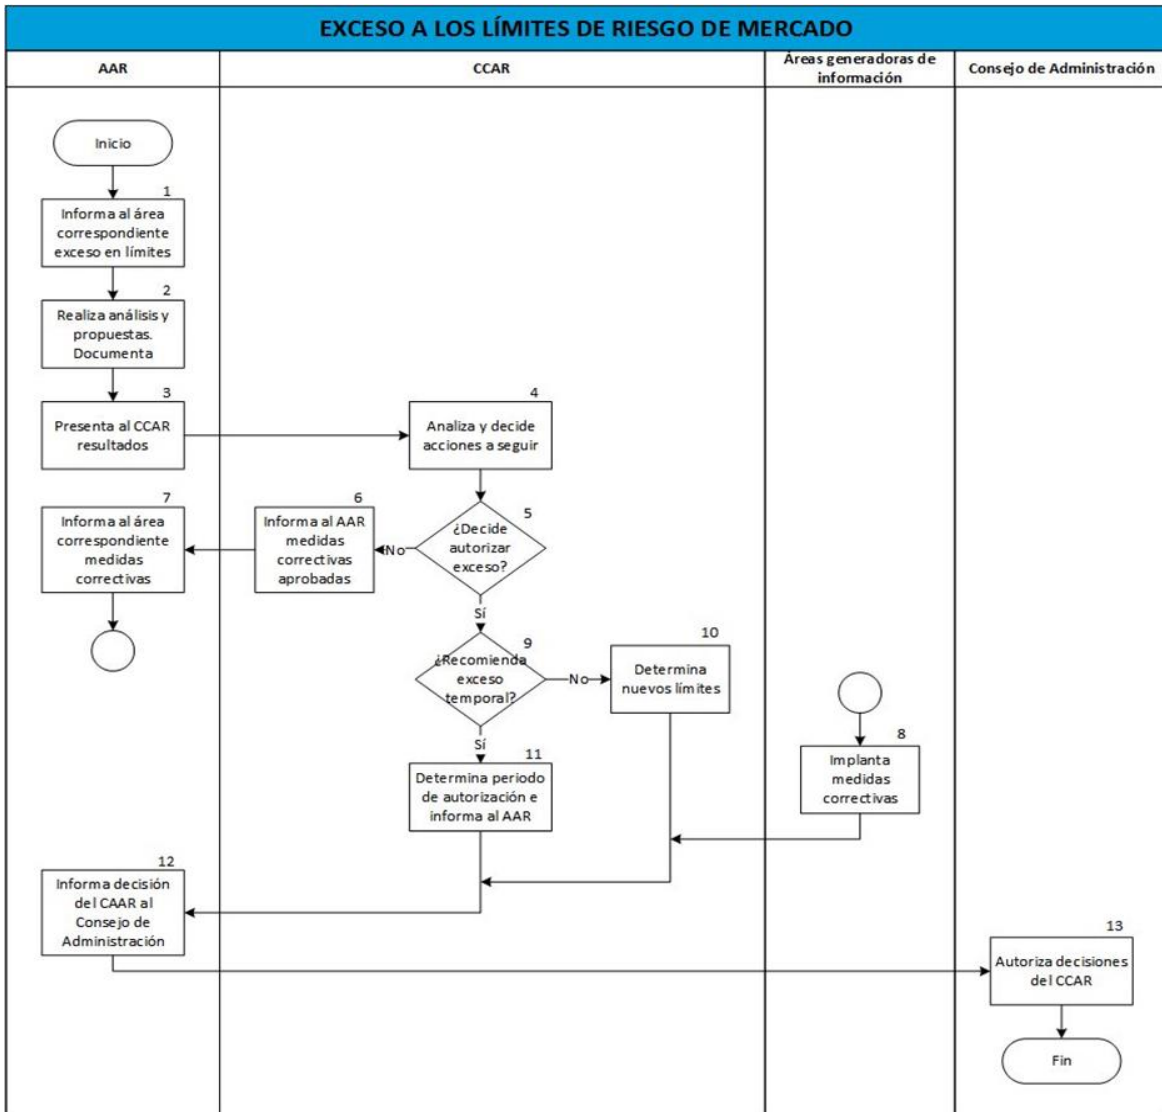 EXCESO A LOS LÍMITES DE RIESGO DE MERCADO
AAR
CCAR
Áreas generadoras de
información
Consejo de Administración
Inicio
1
Informa al área
correspondiente
exceso en límites
2
Realiza análisis y
propuestas.
Documenta
3
Presenta al CCAR
resultados
4
Analiza y decide
acciones a seguir
5
¿Decide
autorizar
exceso?
No
6
Informa al AAR
medidas
correctivas
aprobadas
7
Informa al área
correspondiente
medidas
correctivas
Sí
9
¿Recomienda
exceso
temporal?
No
10
Determina
nuevos límites
8
Implanta
medidas
correctivas
Sí
11
Determina periodo
de autorización e
informa al AAR
12
Informa decisión
del CAAR al
Consejo de
Administración
13
Autoriza decisiones
del CCAR
Fin